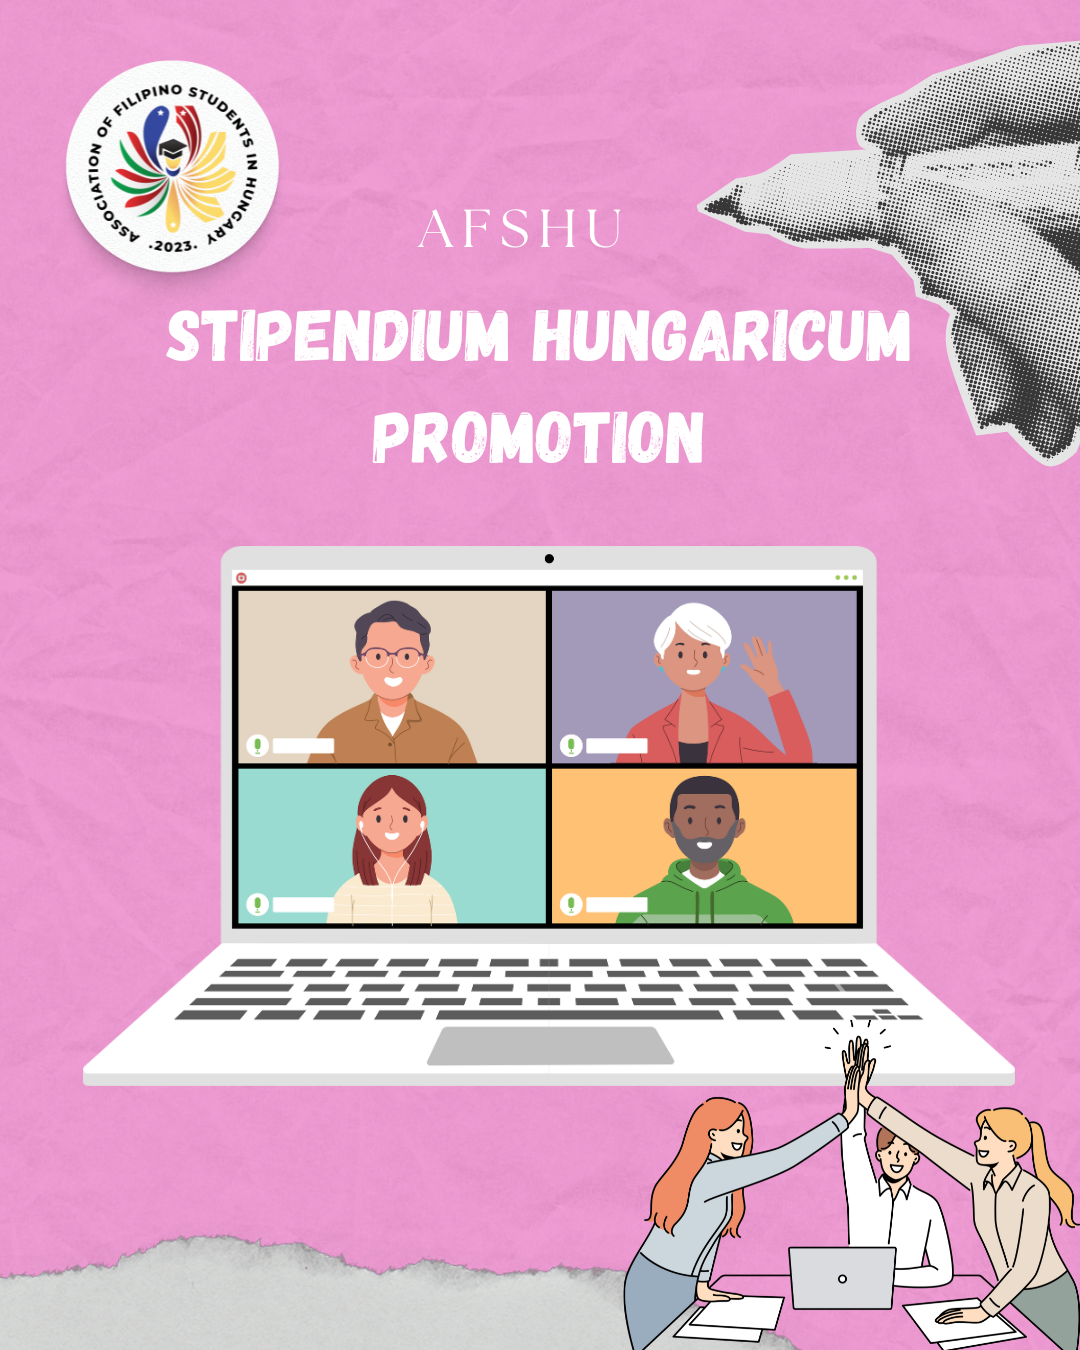 ASSOCIATION OF FILIPINO STUDENTS IN HUNGARY
.2023.
AFSHU
STIPENDIUM HUNGARICUM
PROMOTION